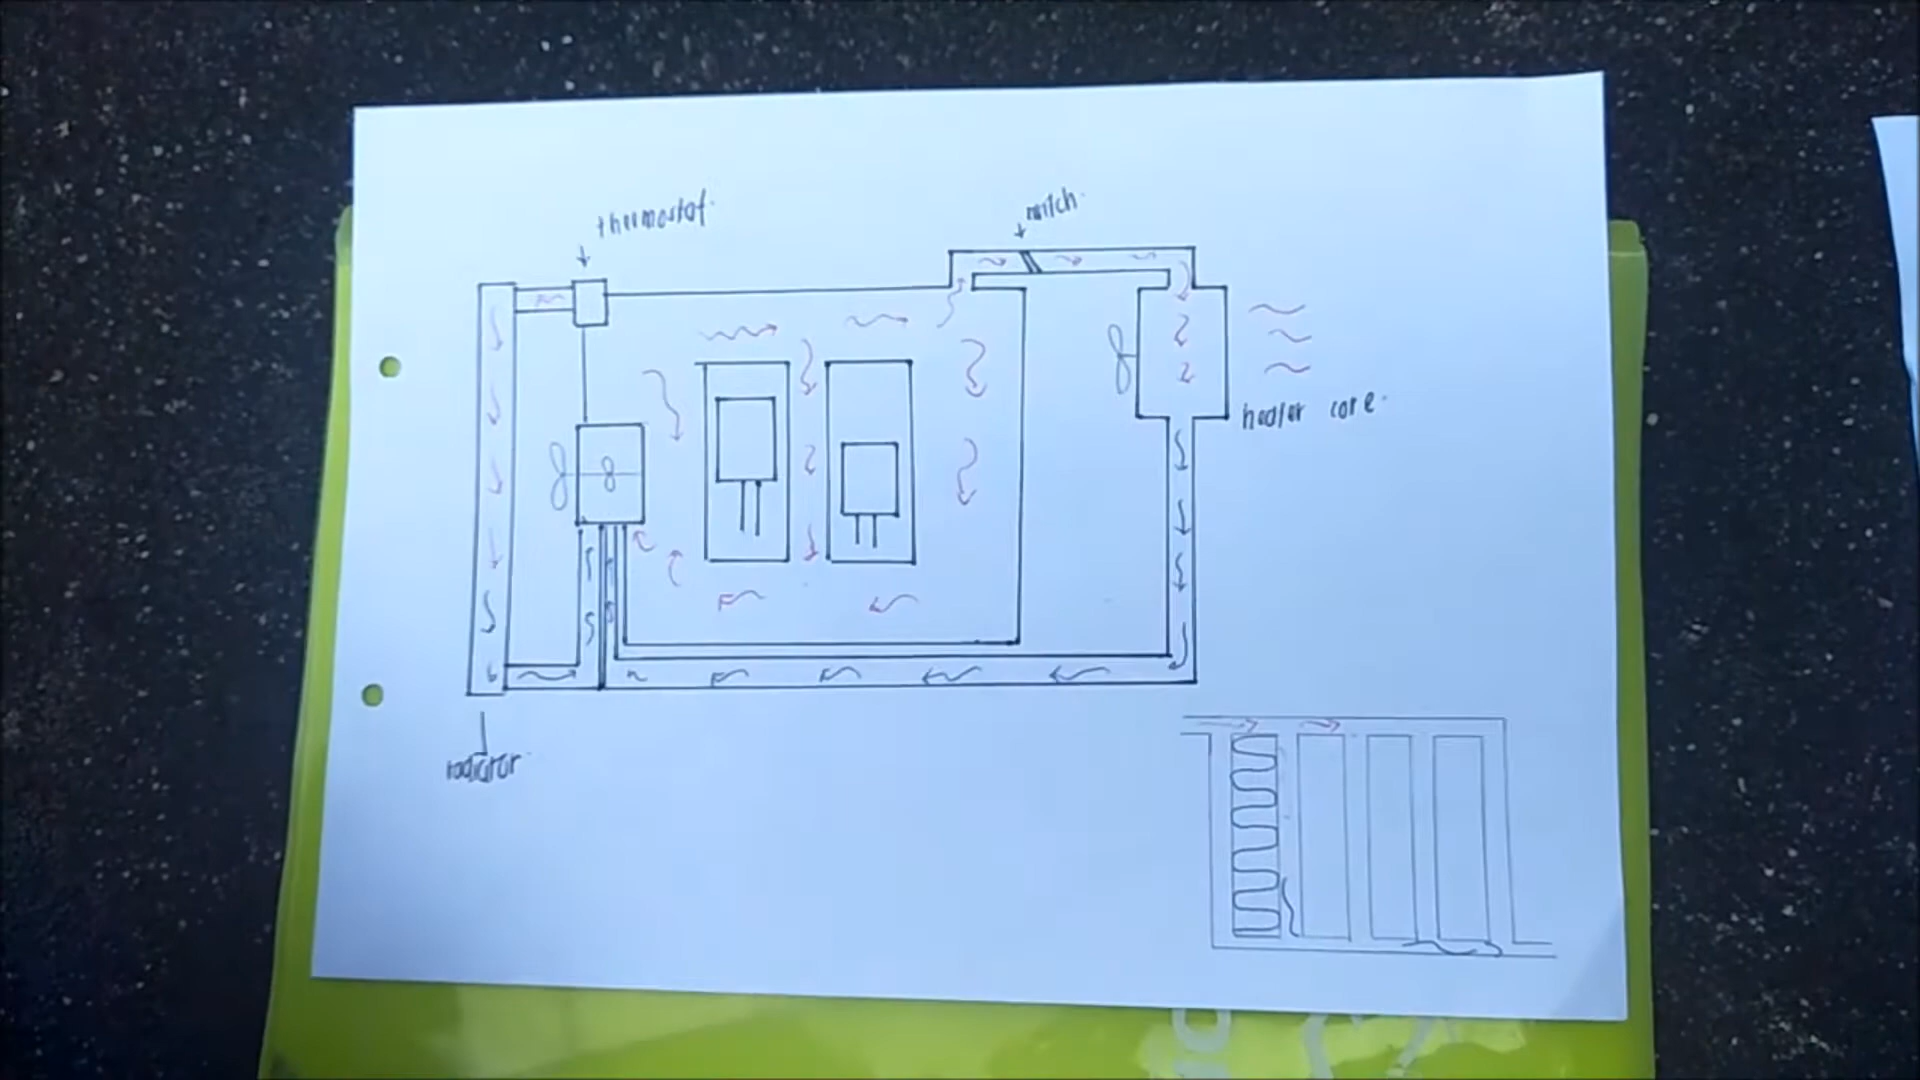 thermostat.
switch.
heater core.
radiator